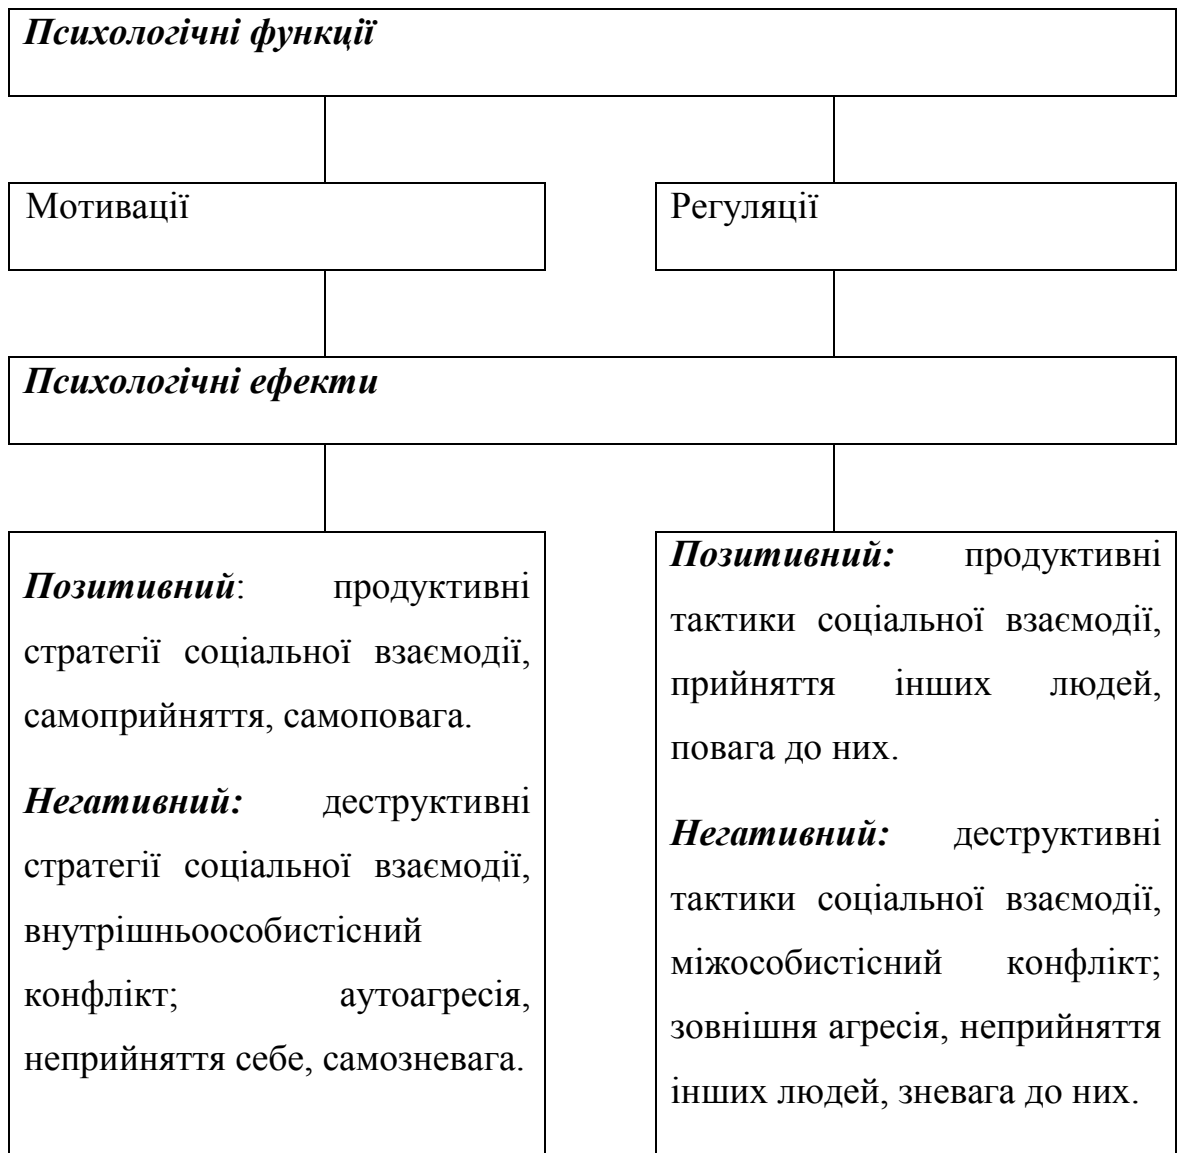 Психологічні функції
Мотивації
Регуляції
Психологічні ефекти
Позитивний: продуктивні
стратегії соціальної взаємодії,
самоприйняття, самоповага.
Негативний: деструктивні
стратегії соціальної взаємодії,
внутрішньоособистісний
конфлікт; аутоагресія,
неприйняття себе, самозневага.
Позитивний: продуктивні
тактики соціальної взаємодії,
прийняття інших людей,
повага до них.
Негативний: деструктивні
тактики соціальної взаємодії,
міжособистісний конфлікт;
зовнішня агресія, неприйняття
інших людей, зневага до них.